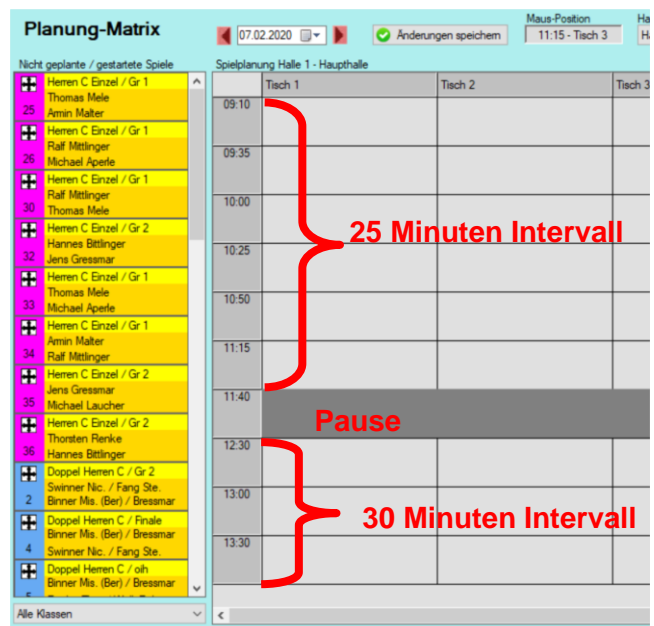 Planung-Matrix
07.02.2020
Änderungen speichern
Maus-Position
11:15 - Tisch 3
Nicht geplante / gestartete Spiele
Spielplanung Halle 1 - Haupthalle
Herren C Einzel / Gr 1
Thomas Mele
25 Armin Malter
Herren C Einzel / Gr 1
Ralf Mittlinger
26 Michael Aperle
Herren C Einzel / Gr 1
Ralf Mittlinger
30 Thomas Mele
Herren C Einzel / Gr 2
Hannes Bittlinger
32 Jens Gressmar
Herren C Einzel / Gr 1
Thomas Mele
33 Michael Aperle
Herren C Einzel / Gr 1
Armin Malter
34 Ralf Mittlinger
Herren C Einzel / Gr 2
Jens Gressmar
35 Michael Laucher
Herren C Einzel / Gr 2
Thorsten Renke
36 Hannes Bittlinger
Doppel Herren C / Gr 2
Swinner Nic. / Fang Ste.
2 Binner Mis. (Ber) / Bressmar
Doppel Herren C / Finale
Binner Mis. (Ber) / Bressmar
4 Swinner Nic. / Fang Ste.
Doppel Herren C / oih
Binner Mis. (Ber) / Bressmar
Alle Klassen
Tisch 1 Tisch 2 Tisch 3
09:10
09:35
10:00
25 Minuten Intervall
10:25
10:50
11:15
11:40
Pause
12:30
13:00
30 Minuten Intervall
13:30